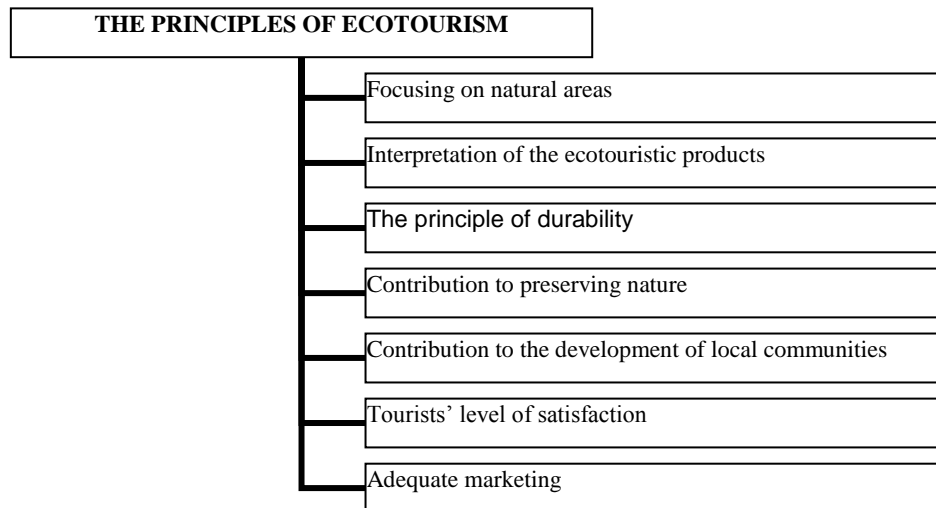 THE PRINCIPLES OF ECOTOURISM
Focusing on natural areas
Interpretation of the ecotouristic products
The principle of durability
Contribution to preserving nature
Contribution to the development of local communities
Tourists’ level of satisfaction
Adequate marketing